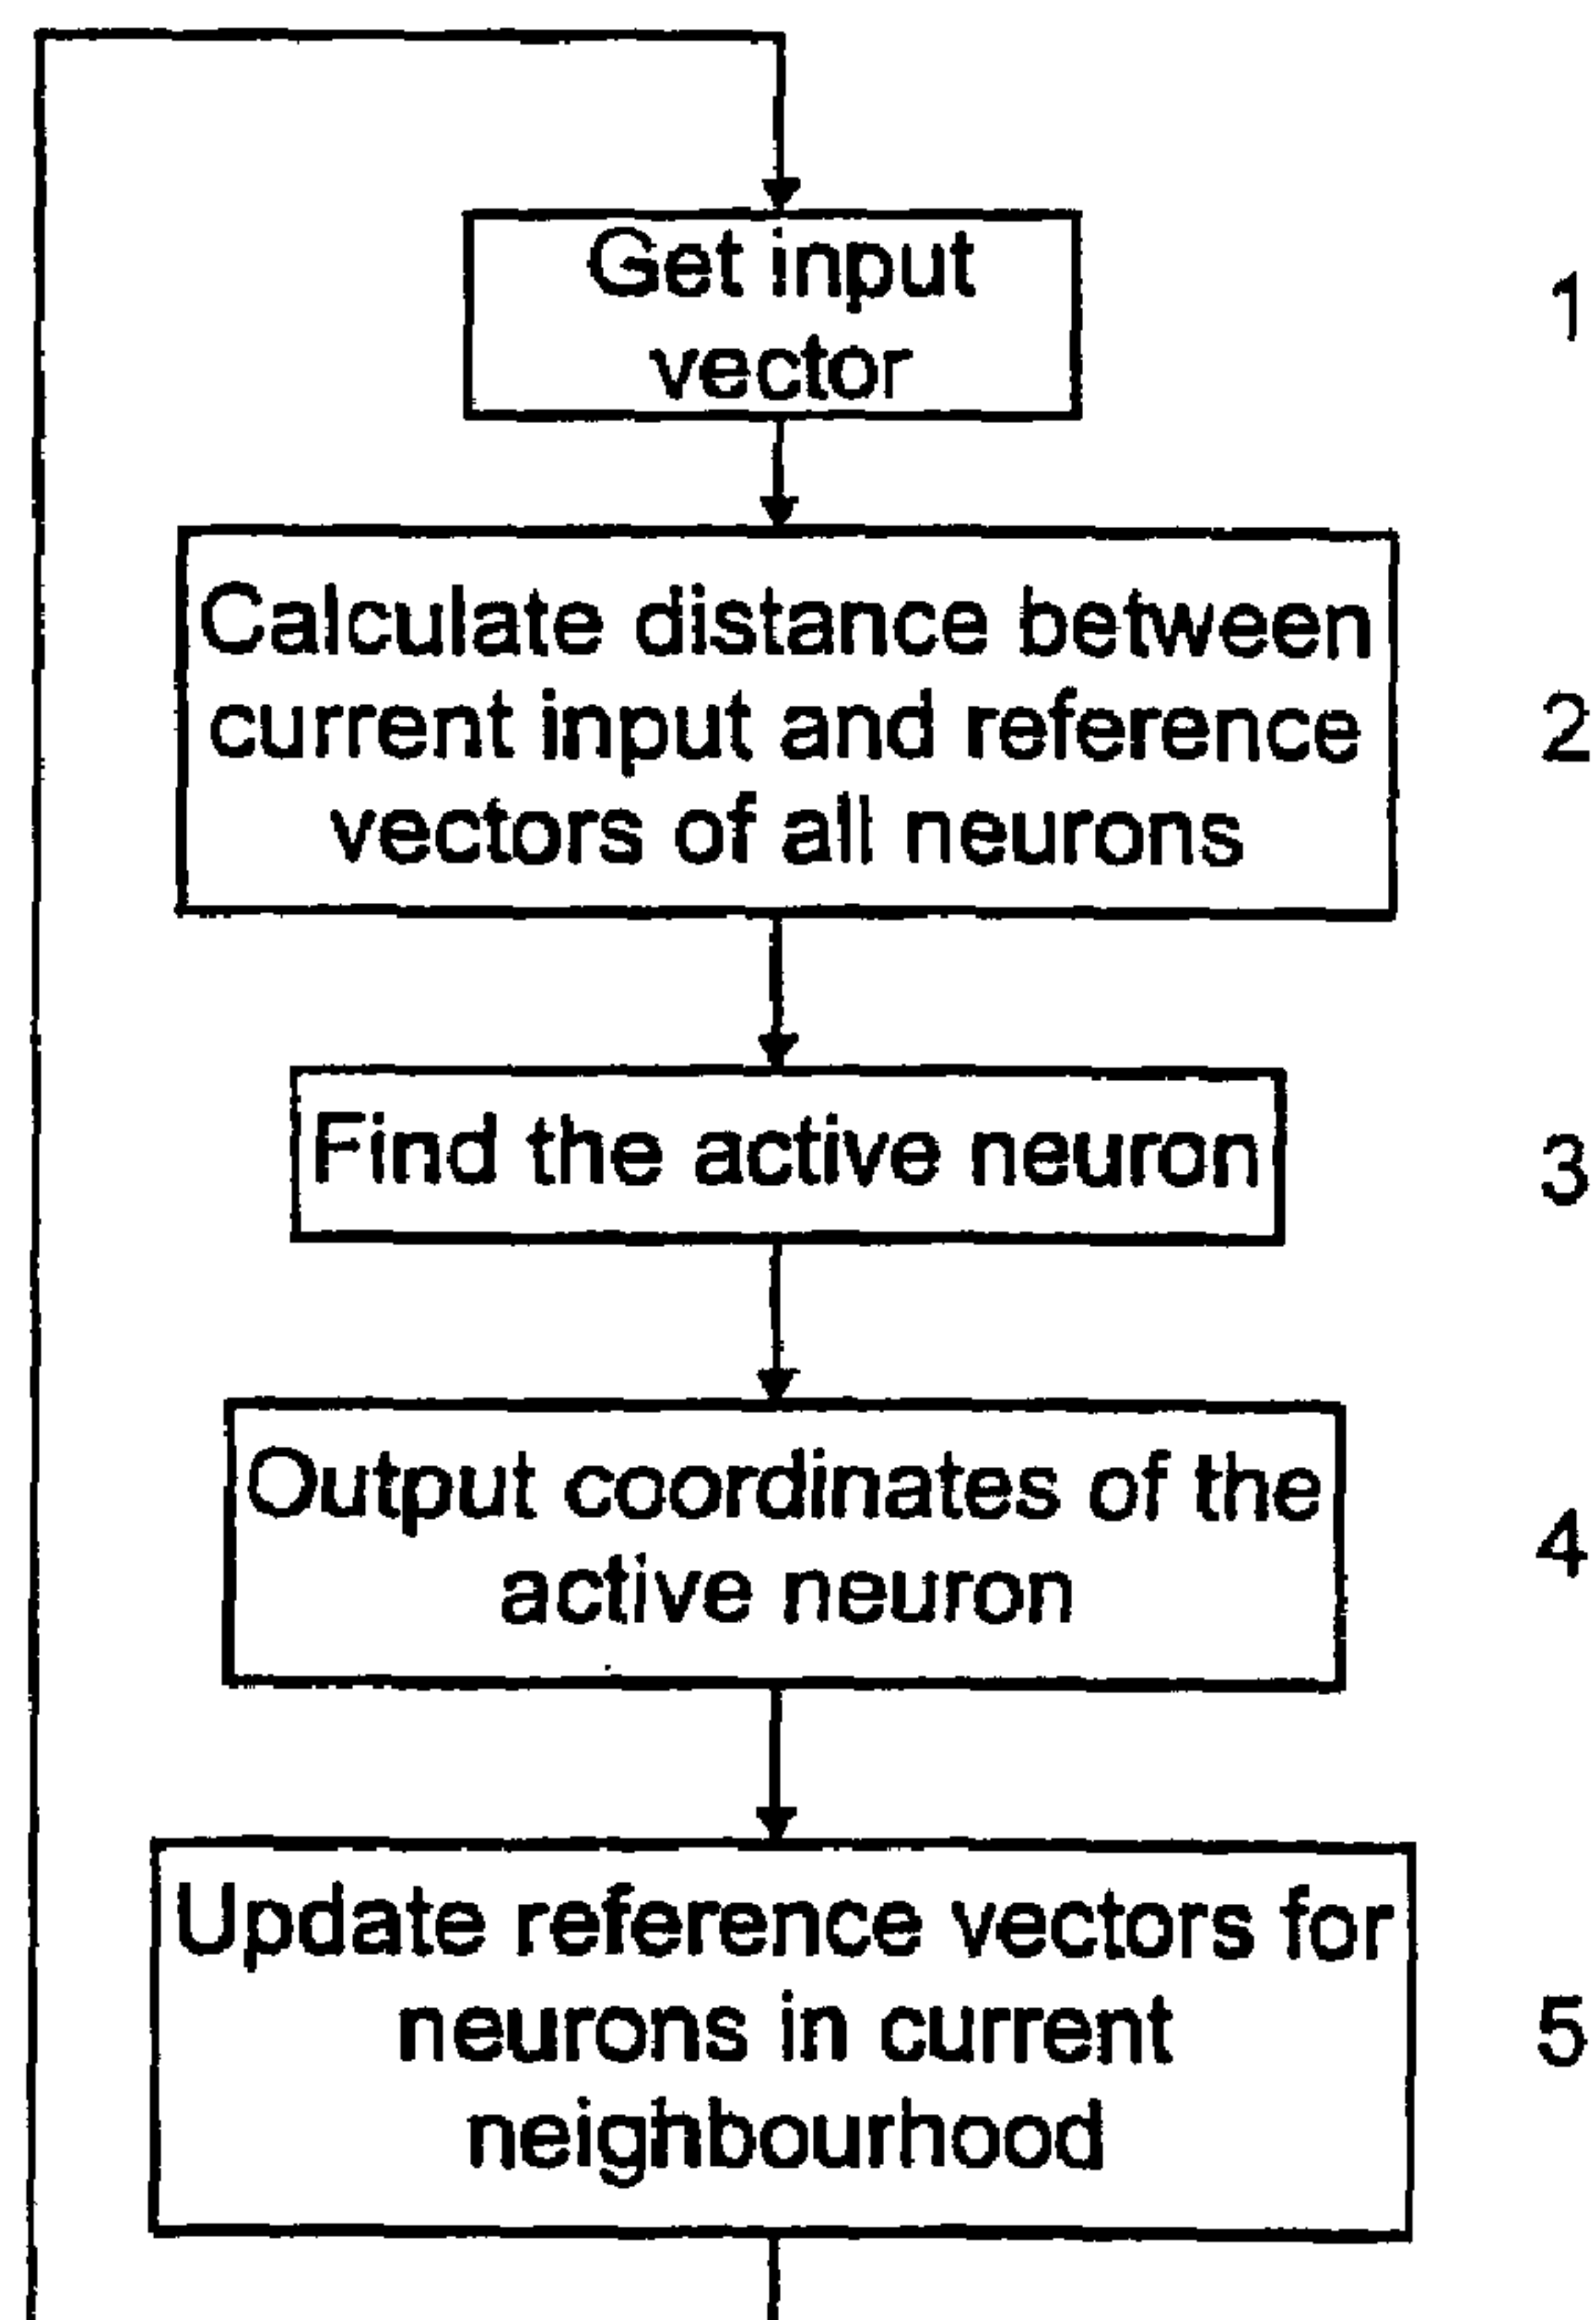 Get input
vector
1
Calculate distance between
current input and reference
vectors of all neurons
2
Find the active neuron
3
Output coordinates of the
active neuron
4
Update reference vectors for
neurons in current
neighbourhood
5